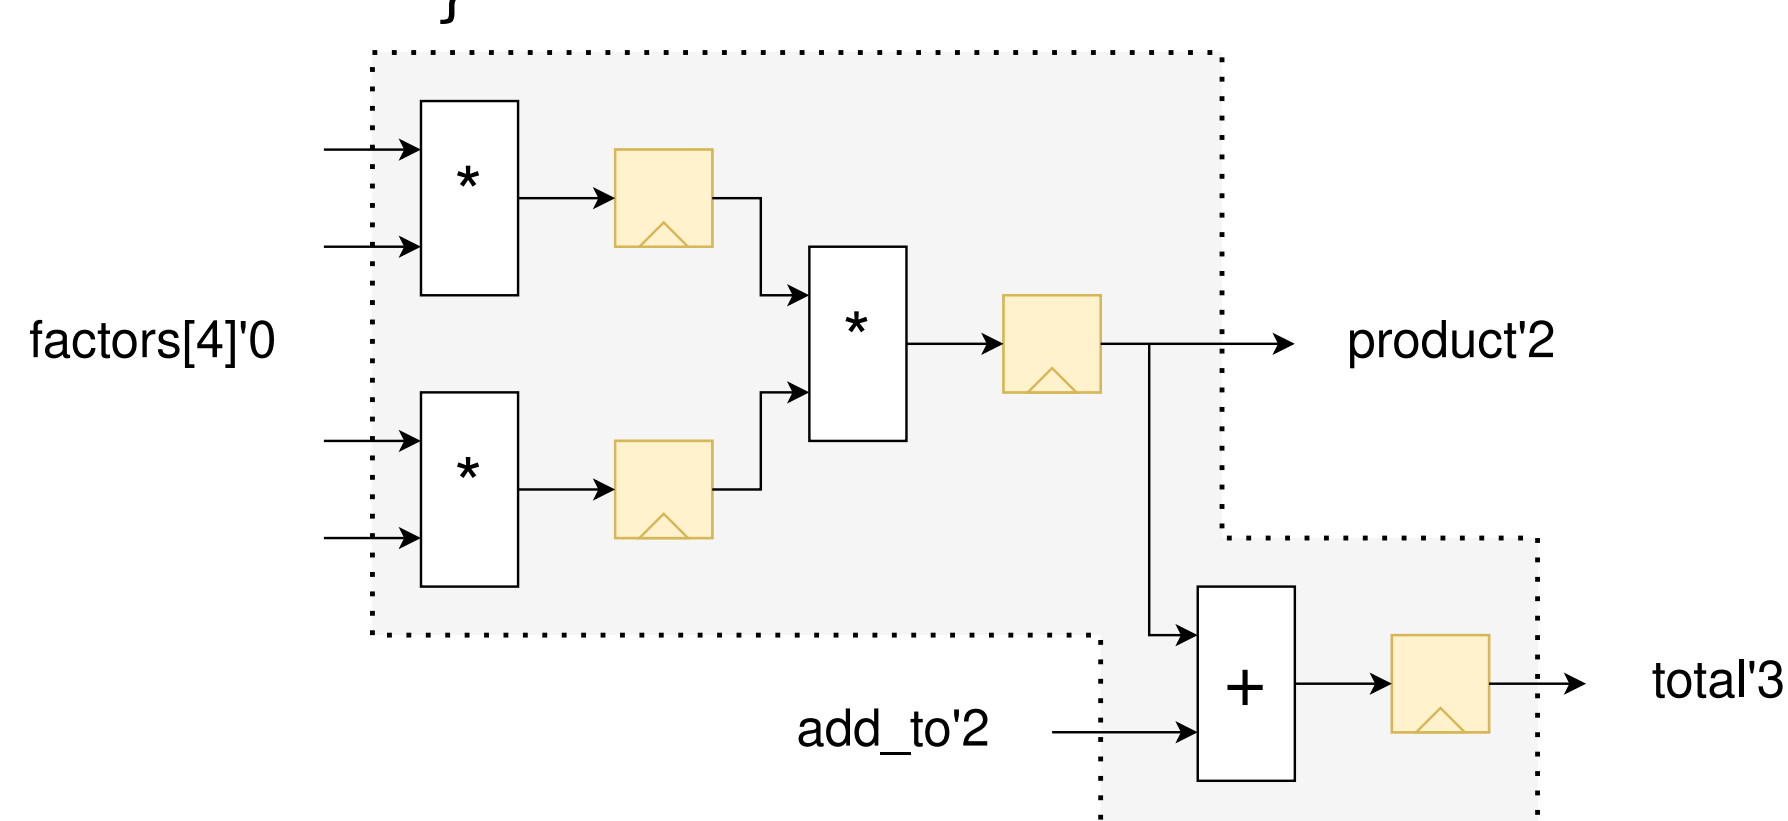 }
*
*
factors[4]'0
product'2
*
+
total'3
add_to'2